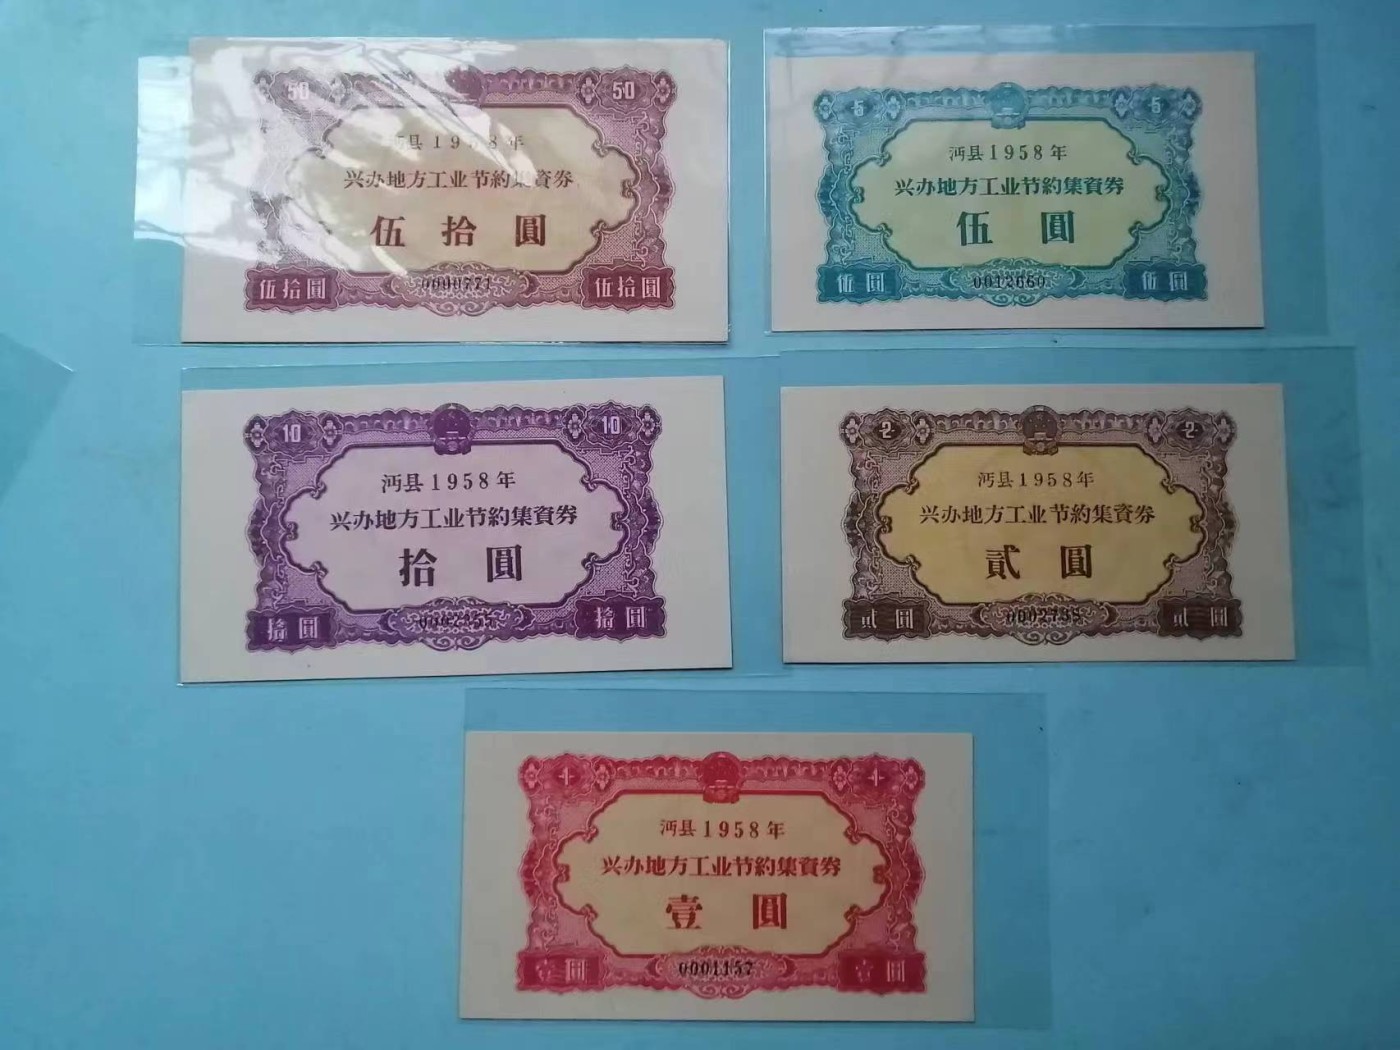 50 50
沔县1958年
兴办地方工业节約集資券
伍拾圓
0000771
伍拾圓 伍拾圓
5 5
沔县1958年
兴办地方工业节約集資券
伍圓
0012660
伍圓 伍圓
10 10
沔县1958年
兴办地方工业节約集資券
拾圓
拾圓 拾圓
2 2
沔县1958年
兴办地方工业节約集資券
貳圓
貳圓 貳圓
1 1
沔县1958年
兴办地方工业节約集資券
壹圓
0001157
壹圓 壹圓